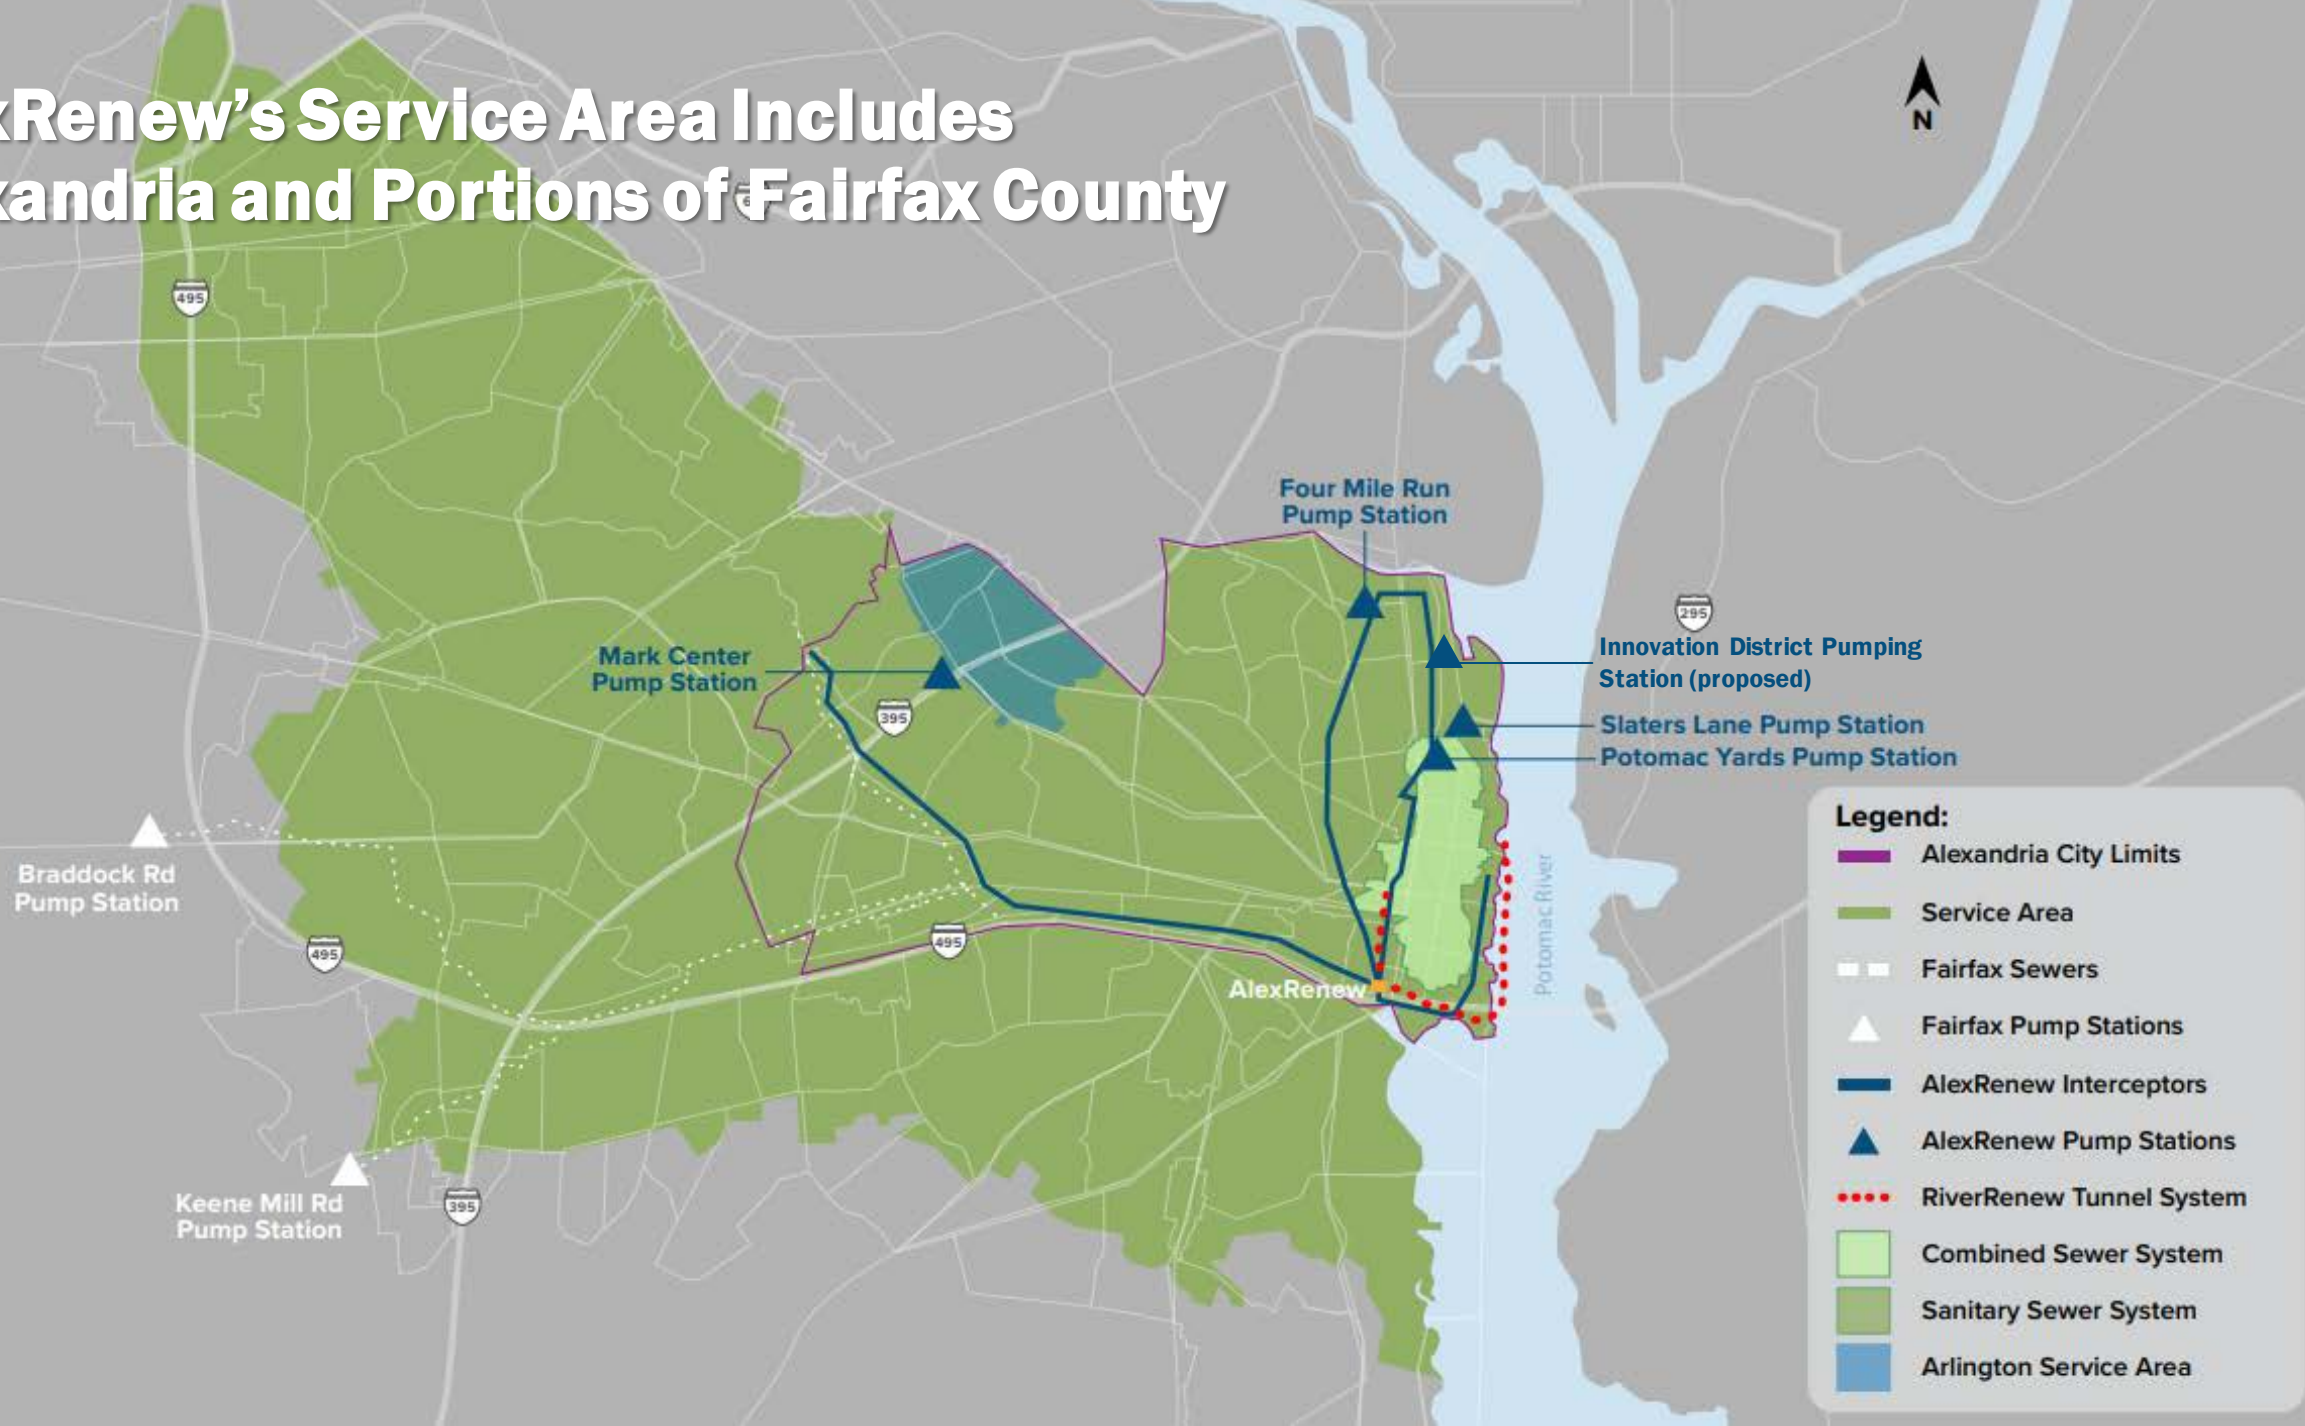 xRenew's Service Area Includes
xandria and Portions of Fairfax County
N
495
Four Mile Run
Pump Station
295
Innovation District Pumping
Station (proposed)
Mark Center
Pump Station
395
Slaters Lane Pump Station
Potomac Yards Pump Station
Braddock Rd
Pump Station
495
495
AlexRenew
Potomac River
Keene Mill Rd
Pump Station
395
Legend:
Alexandria City Limits
Service Area
Fairfax Sewers
Fairfax Pump Stations
AlexRenew Interceptors
AlexRenew Pump Stations
RiverRenew Tunnel System
Combined Sewer System
Sanitary Sewer System
Arlington Service Area